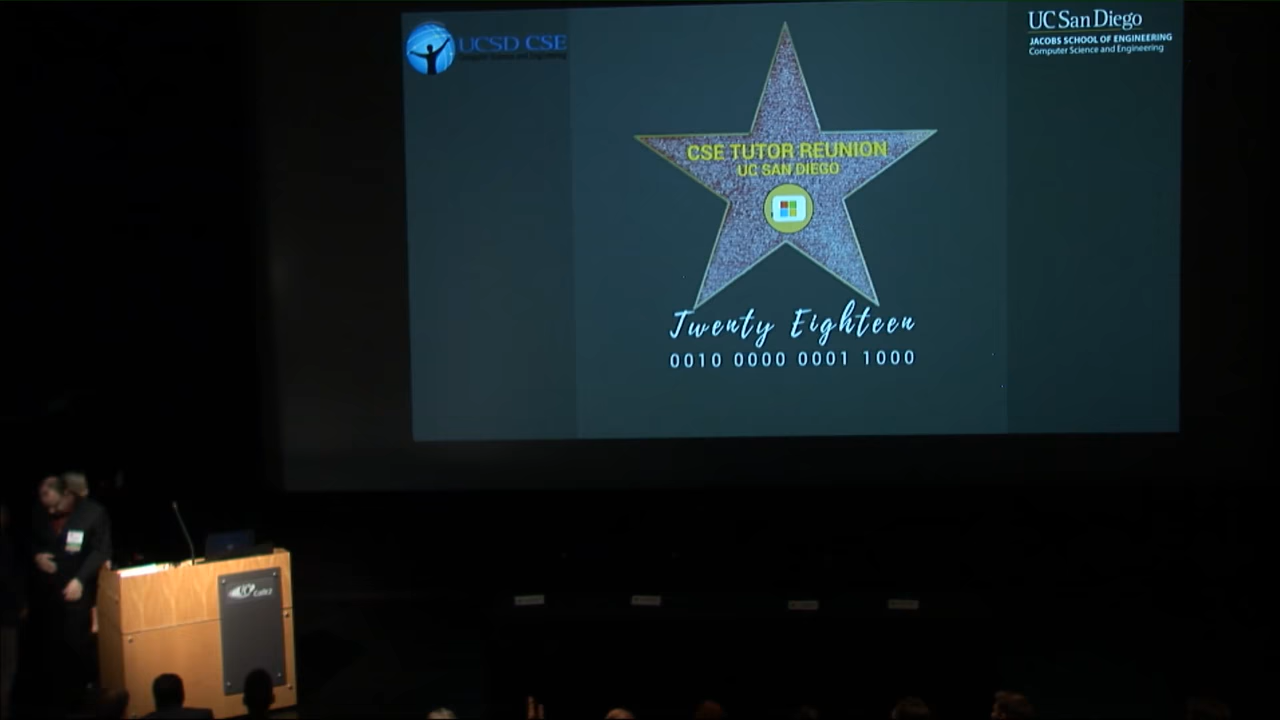 UCSD CSE
UC San Diego
JACOBS SCHOOL OF ENGINEERING
Computer Science and Engineering
CSE TUTOR REUNION
UC SAN DIEGO
Twenty Eighteen
0010 0000 0001 1000
Calit2